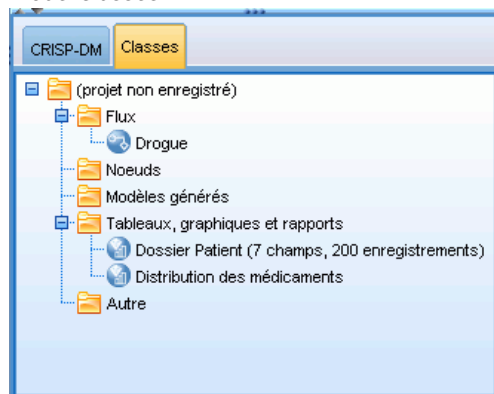 CRISP-DM Classes
(projet non enregistré)
Flux
Drogue
Noeuds
Modèles générés
Tableaux, graphiques et rapports
Dossier Patient (7 champs, 200 enregistrements)
Distribution des médicaments
Autre